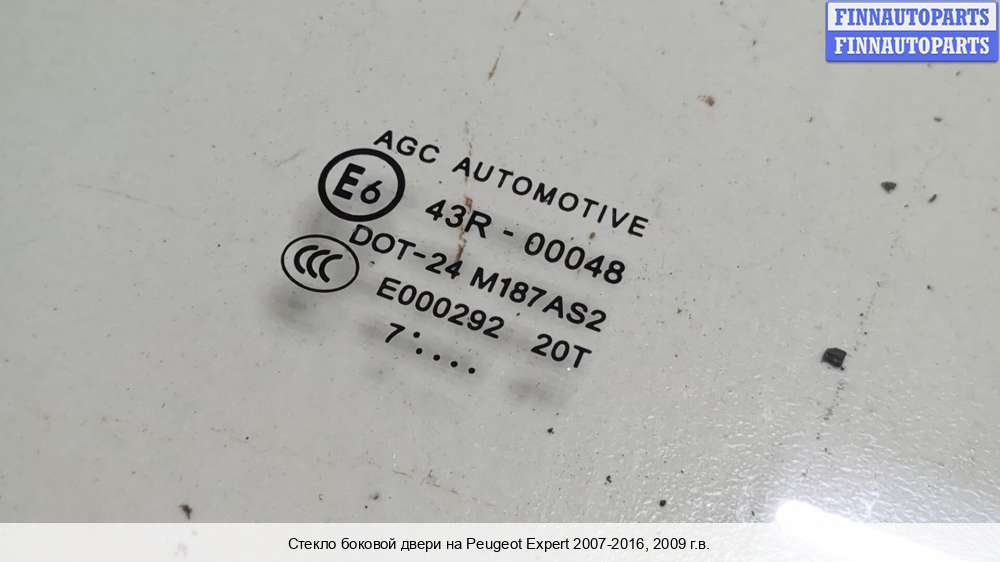 FINNAUTOPARTS
FINNAUTOPARTS
AGC AUTOMOTIVE
E6
43R - 00048
DOT-24 M187AS2
CCC
E000292 20T
7:....
Стекло боковой двери на Peugeot Expert 2007-2016, 2009 г.в.